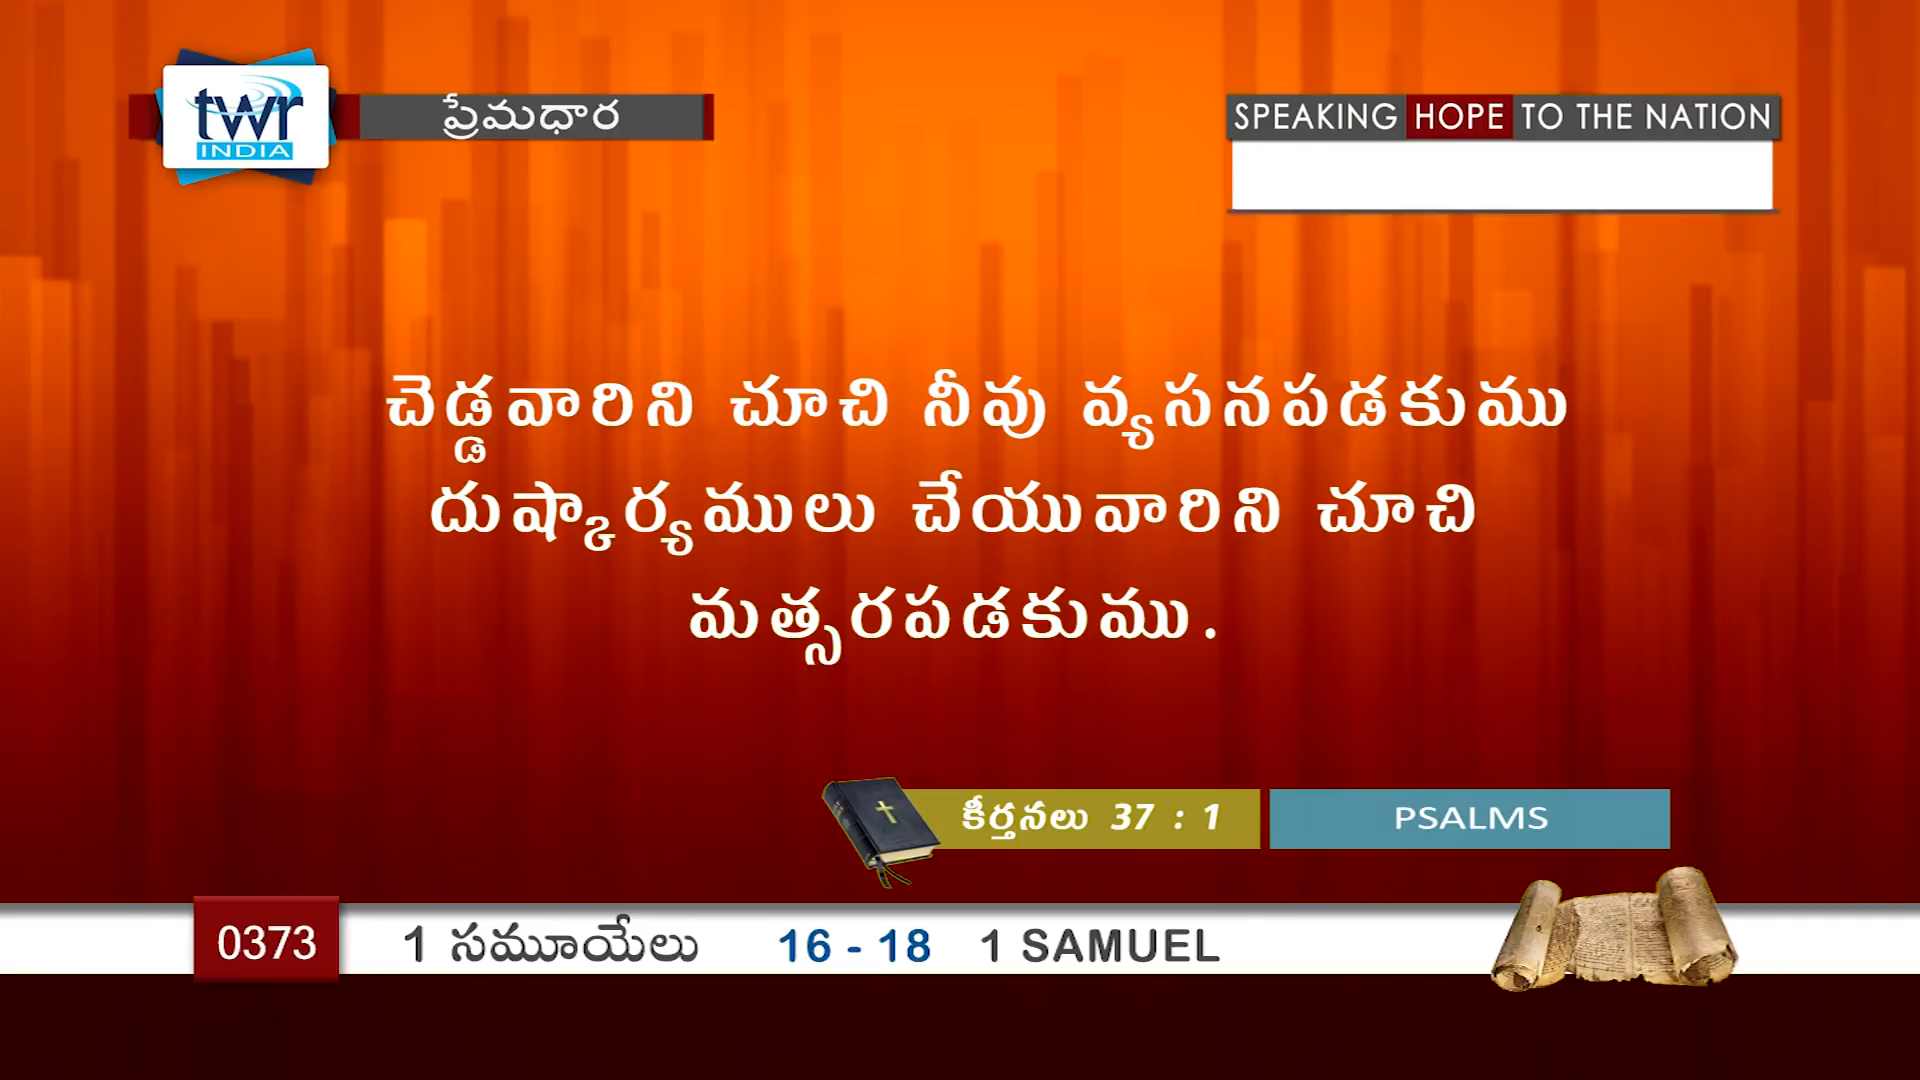 twr
INDIA
ప్రేమధార
SPEAKING HOPE TO THE NATION
చెడ్డవారిని చూచి నీవు వ్యసనపడకుము
దుష్కార్యములు చేయువారిని చూచి
మత్సరపడకుము.
కీర్తనలు 37 : 1
PSALMS
0373
1 సమూయేలు 16 - 18 1 SAMUEL